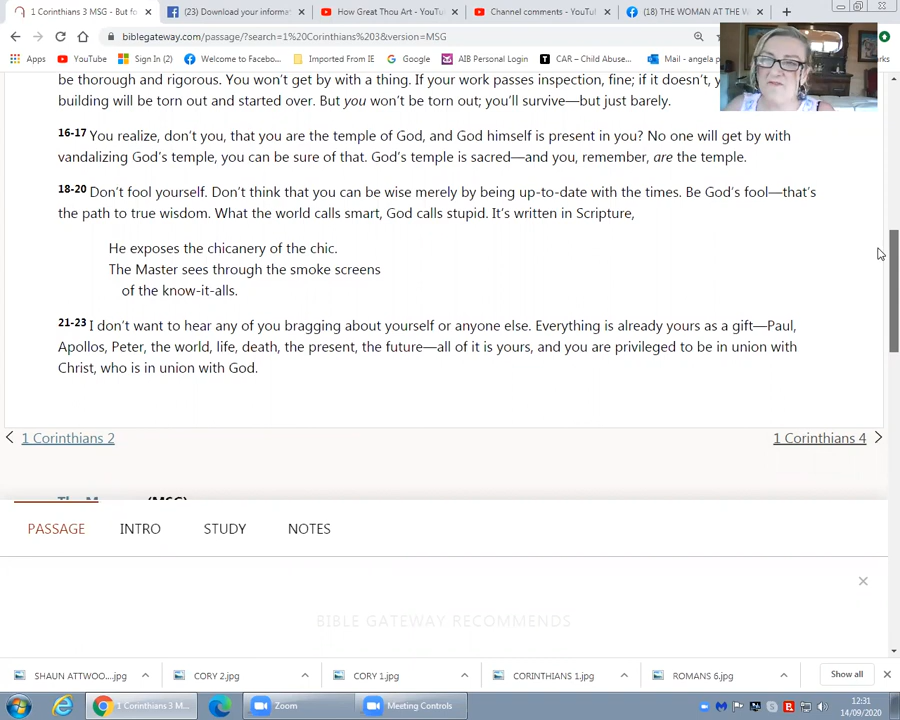 1 Corinthians 3 MSG - But fo
(23) Download your informa
How Great Thou Art - YouTu
Channel comments - YouTu
(18) THE WOMAN AT THE W
biblegateway.com/passage/?search=1%20Corinthians%203&version=MSG
Apps YouTube Sign In (2) Welcome to Facebo... Imported From IE Google AIB Personal Login CAR – Child Abuse... Mail - angela p
be thorough and rigorous. You won't get by with a thing. If your work passes inspection, fine; if it doesn't,
building will be torn out and started over. But you won't be torn out; you'll survive—but just barely.
16-17 You realize, don't you, that you are the temple of God, and God himself is present in you? No one will get by with
vandalizing God's temple, you can be sure of that. God's temple is sacred—and you, remember, are the temple.
18-20 Don't fool yourself. Don't think that you can be wise merely by being up-to-date with the times. Be God's fool—that's
the path to true wisdom. What the world calls smart, God calls stupid. It's written in Scripture,
He exposes the chicanery of the chic.
The Master sees through the smoke screens
of the know-it-alls.
21-23 I don't want to hear any of you bragging about yourself or anyone else. Everything is already yours as a gift—Paul,
Apollos, Peter, the world, life, death, the present, the future—all of it is yours, and you are privileged to be in union with
Christ, who is in union with God.
1 Corinthians 2
1 Corinthians 4
(MSG)
PASSAGE INTRO STUDY NOTES
BIBLE GATEWAY RECOMMENDS
SHAUN ATTWOO....jpg CORY 2.jpg CORY 1.jpg CORINTHIANS 1.jpg ROMANS 6.jpg Show all
1 Corinthians 3 M... Zoom Meeting Controls
12:31
14/09/2020